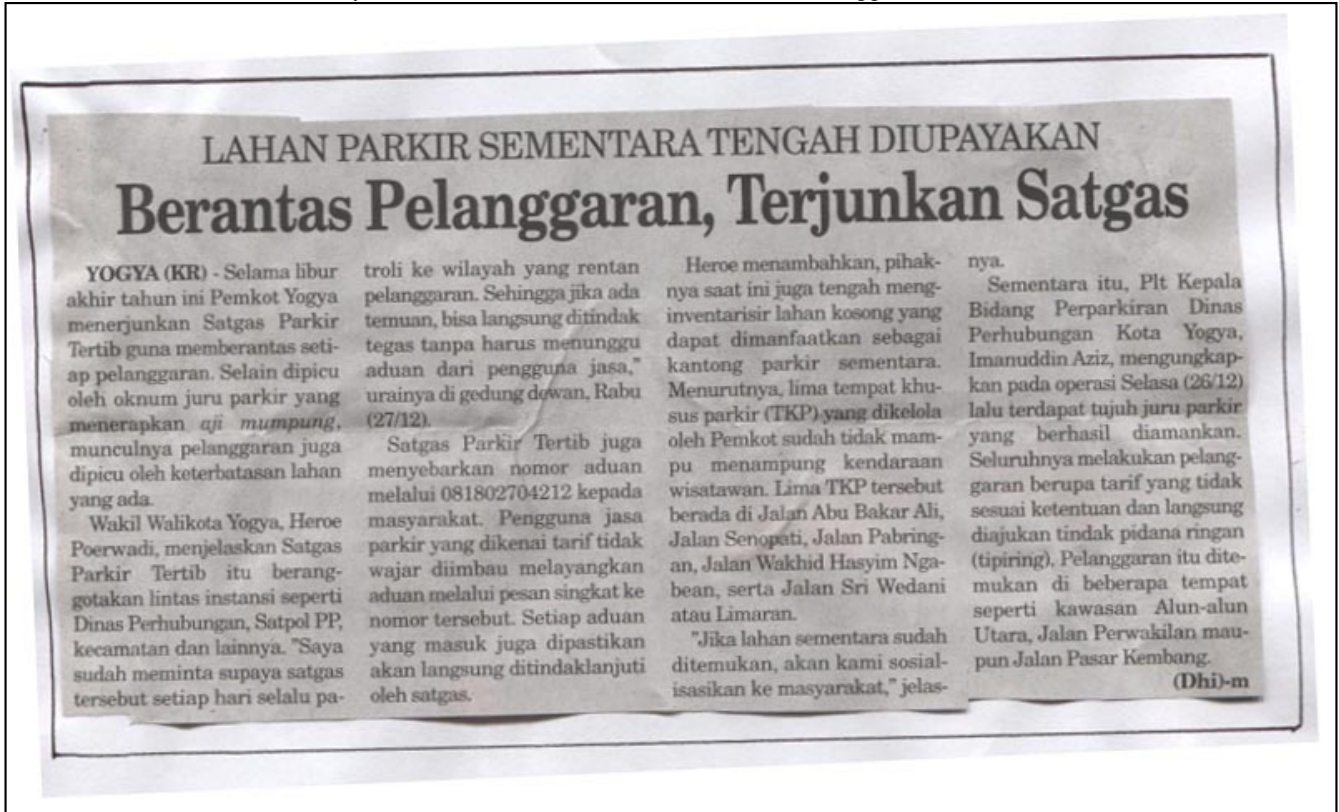 LAHAN PARKIR SEMENTARA TENGAH DIUPAYAKAN
Berantas Pelanggaran, Terjunkan Satgas
YOGYA (KR) - Selama libur
akhir tahun ini Pemkot Yogya
menerjunkan Satgas Parkir
Tertib guna memberantas seti-
ap pelanggaran. Selain dipicu
oleh oknum juru parkir yang
menerapkan aji mumpung,
munculnya pelanggaran juga
dipicu oleh keterbatasan lahan
yang ada.
Wakil Walikota Yogya, Heroe
Poerwadi, menjelaskan Satgas
Parkir Tertib itu berang-
gotakan lintas instansi seperti
Dinas Perhubungan, Satpol PP,
kecamatan dan lainnya. "Saya
sudah meminta supaya satgas
tersebut setiap hari selalu pa-
troli ke wilayah yang rentan
pelanggaran. Sehingga jika ada
temuan, bisa langsung ditindak
tegas tanpa harus menunggu
aduan dari pengguna jasa,"
urainya di gedung dewan, Rabu
(27/12).
Satgas Parkir Tertib juga
menyebarkan nomor aduan
melalui 081802704212 kepada
masyarakat. Pengguna jasa
parkir yang dikenai tarif tidak
wajar diimbau melayangkan
aduan melalui pesan singkat ke
nomor tersebut. Setiap aduan
yang masuk juga dipastikan
akan langsung ditindaklanjuti
oleh satgas.
Heroe menambahkan, pihak-
nya saat ini juga tengah meng-
inventarisir lahan kosong yang
dapat dimanfaatkan sebagai
kantong parkir sementara.
Menurutnya, lima tempat khu-
sus parkir (TKP) yang dikelola
oleh Pemkot sudah tidak mam-
pu menampung kendaraan
wisatawan. Lima TKP tersebut
berada di Jalan Abu Bakar Ali,
Jalan Senopati, Jalan Pabring-
an, Jalan Wakhid Hasyim Nga-
bean, serta Jalan Sri Wedani
atau Limaran.
"Jika lahan sementara sudah
ditemukan, akan kami sosial-
isasikan ke masyarakat," jelas-
nya.
Sementara itu, Plt Kepala
Bidang Perparkiran Dinas
Perhubungan Kota Yogya,
Imanuddin Aziz, mengungkap-
kan pada operasi Selasa (26/12)
lalu terdapat tujuh juru parkir
yang berhasil diamankan.
Seluruhnya melakukan pelang-
garan berupa tarif yang tidak
sesuai ketentuan dan langsung
diajukan tindak pidana ringan
(tipiring). Pelanggaran itu dite-
mukan di beberapa tempat
seperti kawasan Alun-alun
Utara, Jalan Perwakilan mau-
pun Jalan Pasar Kembang.
(Dhi)-m